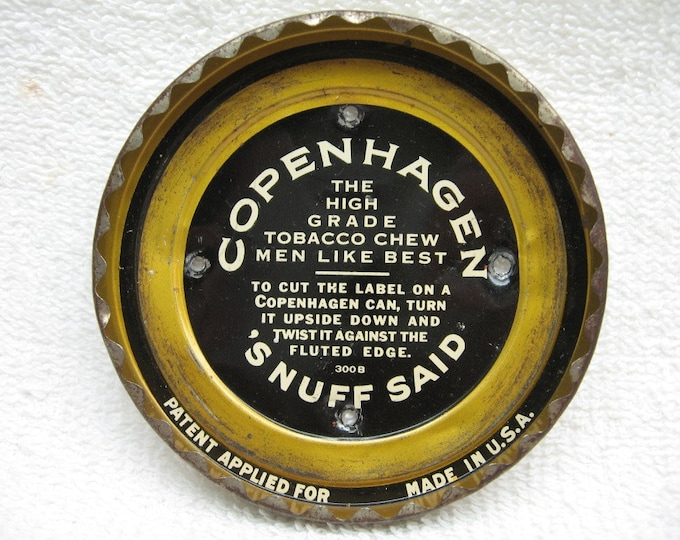 COPENHAGEN
THE
HIGH
GRADE
TOBACCO CHEW
MEN LIKE BEST
TO CUT THE LABEL ON A
COPENHAGEN CAN, TURN
IT UPSIDE DOWN AND
TWIST IT AGAINST THE
FLUTED EDGE.
300B
'SNUFF SAID
PATENT APPLIED FOR
MADE IN U.S.A.